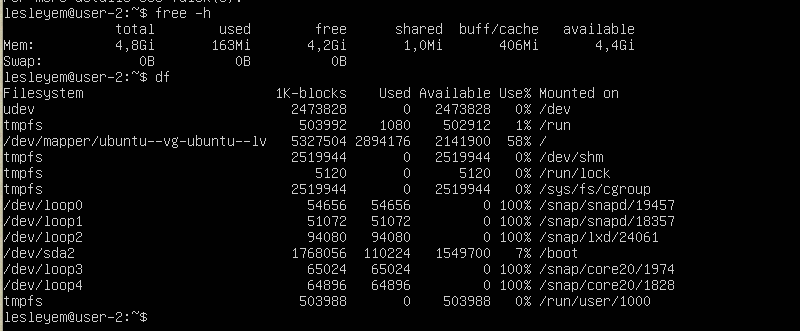 For more details see fdisk(8).
lesleyem@user-2:~$ free -h
total used free shared buff/cache available
Mem: 4,8Gi 163Mi 4,2Gi 1,0Mi 406Mi 4,4Gi
Swap: 0B 0B 0B
lesleyem@user-2:~$ df
Filesystem 1K-blocks Used Available Use% Mounted on
udev 2473828 0 2473828 0% /dev
tmpfs 503992 1080 502912 1% /run
/dev/mapper/ubuntu--vg-ubuntu--lv 5327504 2894176 2141900 58% /
tmpfs 2519944 0 2519944 0% /dev/shm
tmpfs 5120 0 5120 0% /run/lock
tmpfs 2519944 0 2519944 0% /sys/fs/cgroup
/dev/loop0 54656 54656 0 100% /snap/snapd/19457
/dev/loop1 51072 51072 0 100% /snap/snapd/18357
/dev/loop2 94080 94080 0 100% /snap/lxd/24061
/dev/sda2 1768056 110224 1549700 7% /boot
/dev/loop3 65024 65024 0 100% /snap/core20/1974
/dev/loop4 64896 64896 0 100% /snap/core20/1828
tmpfs 503988 0 503988 0% /run/user/1000
lesleyem@user-2:~$